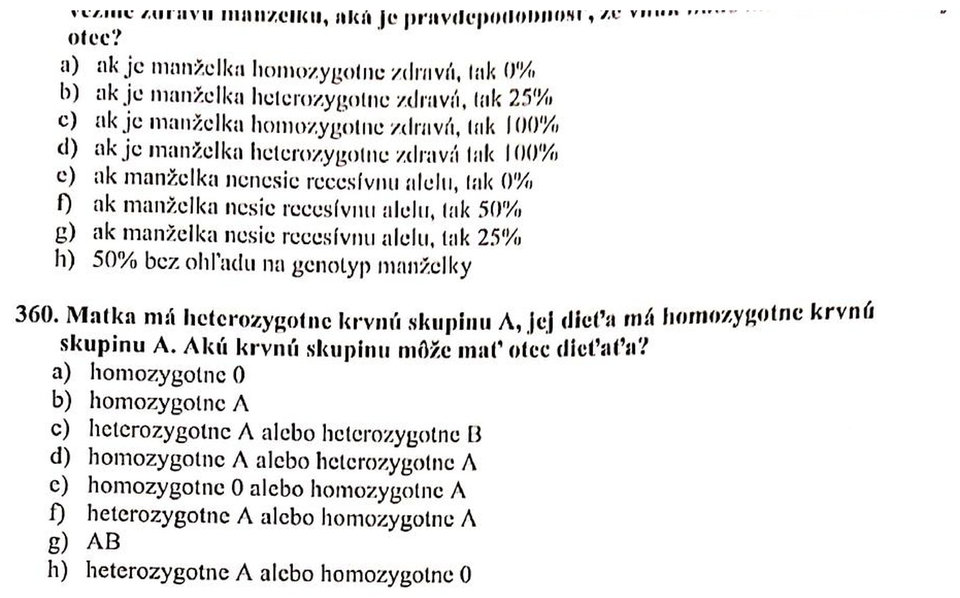 manželku, aká je pravdepodobnosť, že
otec?
a) ak je manželka homozygotne zdravá, tak 0%
b) ak je manželka heterozygotne zdravá, tak 25%
c) ak je manželka homozygotne zdravá, tak 100%
d) ak je manželka heterozygotne zdravá tak 100%
e) ak manželka nenesie recesívnu alelu, tak 0%
f) ak manželka nesie recesívnu alelu, tak 50%
g) ak manželka nesie recesívnu alelu, tak 25%
h) 50% bez ohľadu na genotyp manželky
360. Matka má heterozygotne krvnú skupinu A, jej dieťa má homozygotne krvnú
skupinu A. Akú krvnú skupinu môže mať otec dieťaťa?
a) homozygotne 0
b) homozygotne A
c) heterozygotne A alebo heterozygotne B
d) homozygotne A alebo heterozygotne A
e) homozygotne 0 alebo homozygotne A
f) heterozygotne A alebo homozygotne A
g) AB
h) heterozygotne A alebo homozygotne 0